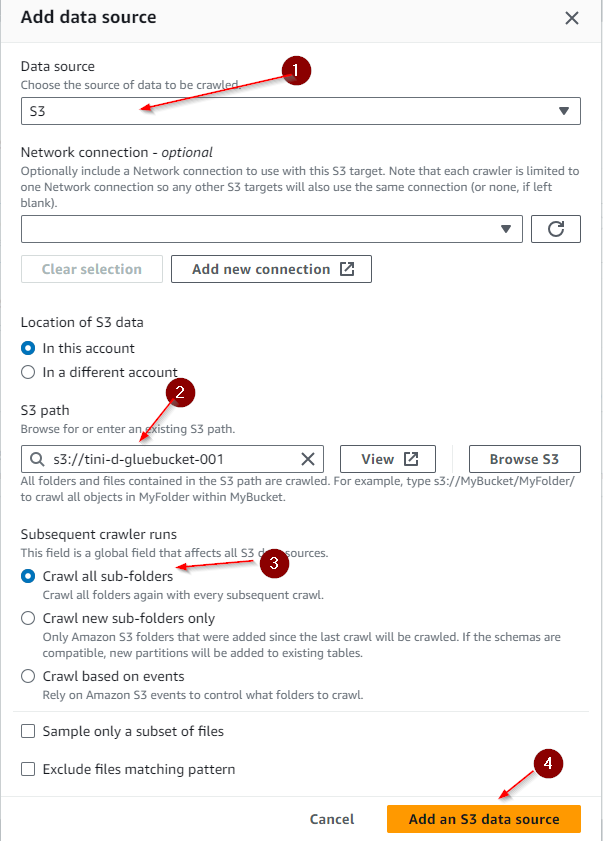 Add data source
Data source
1
Choose the source of data to be crawled.
S3
Network connection - optional
Optionally include a Network connection to use with this S3 target. Note that each crawler is limited to
one Network connection so any other S3 targets will also use the same connection (or none, if left
blank).
Clear selection
Add new connection
Location of S3 data
In this account
In a different account
2
S3 path
Browse for or enter an existing S3 path.
s3://tini-d-gluebucket-001
View
Browse S3
All folders and files contained in the S3 path are crawled. For example, type s3://MyBucket/MyFolder/
to crawl all objects in MyFolder within MyBucket.
Subsequent crawler runs
This field is a global field that affects all S3 data sources.
3
Crawl all sub-folders
Crawl all folders again with every subsequent crawl.
Crawl new sub-folders only
Only Amazon S3 folders that were added since the last crawl will be crawled. If the schemas are
compatible, new partitions will be added to existing tables.
Crawl based on events
Rely on Amazon S3 events to control what folders to crawl.
Sample only a subset of files
Exclude files matching pattern
4
Cancel
Add an S3 data source